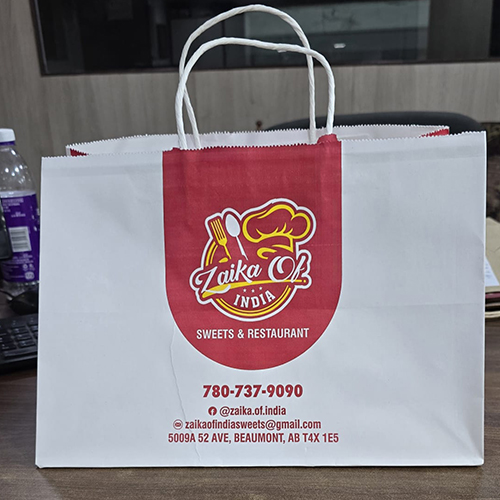 Zaika Of
INDIA
SWEETS & RESTAURANT
780-737-9090
@zaika.of.india
zaikaofindiasweets@gmail.com
5009A 52 AVE, BEAUMONT, AB T4X 1E5